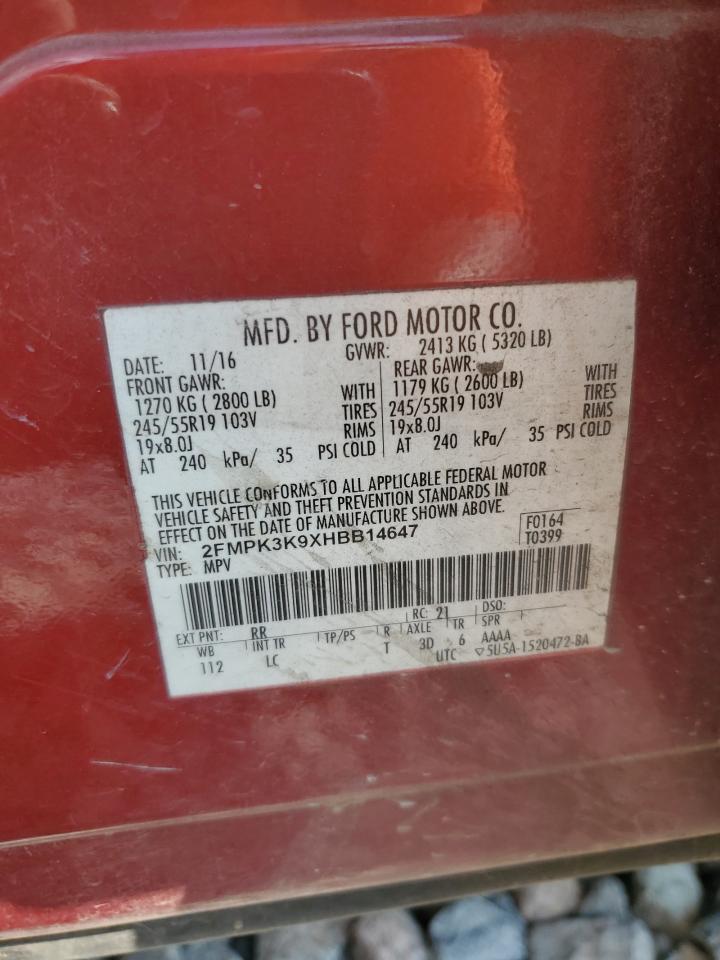 MFD. BY FORD MOTOR CO.
DATE: 11/16 GVWR: 2413 KG ( 5320 LB)
FRONT GAWR: REAR GAWR:
1270 KG ( 2800 LB) WITH 1179 KG ( 2600 LB) WITH
245/55R19 103V TIRES 245/55R19 103V TIRES
19x8.0J RIMS 19x8.0J RIMS
AT 240 kPa/ 35 PSI COLD AT 240 kPa/ 35 PSI COLD
THIS VEHICLE CONFORMS TO ALL APPLICABLE FEDERAL MOTOR
VEHICLE SAFETY AND THEFT PREVENTION STANDARDS IN
EFFECT ON THE DATE OF MANUFACTURE SHOWN ABOVE.
VIN: 2FMPK3K9XHBB14647 F0164
TYPE: MPV T0399
EXT PNT: RR RC: 21 DSO:
WB INT TR TP/PS R AXLE TR SPR
112 LC T 3D 6 AAAA
UTC ▽5U5A-1520472-BA